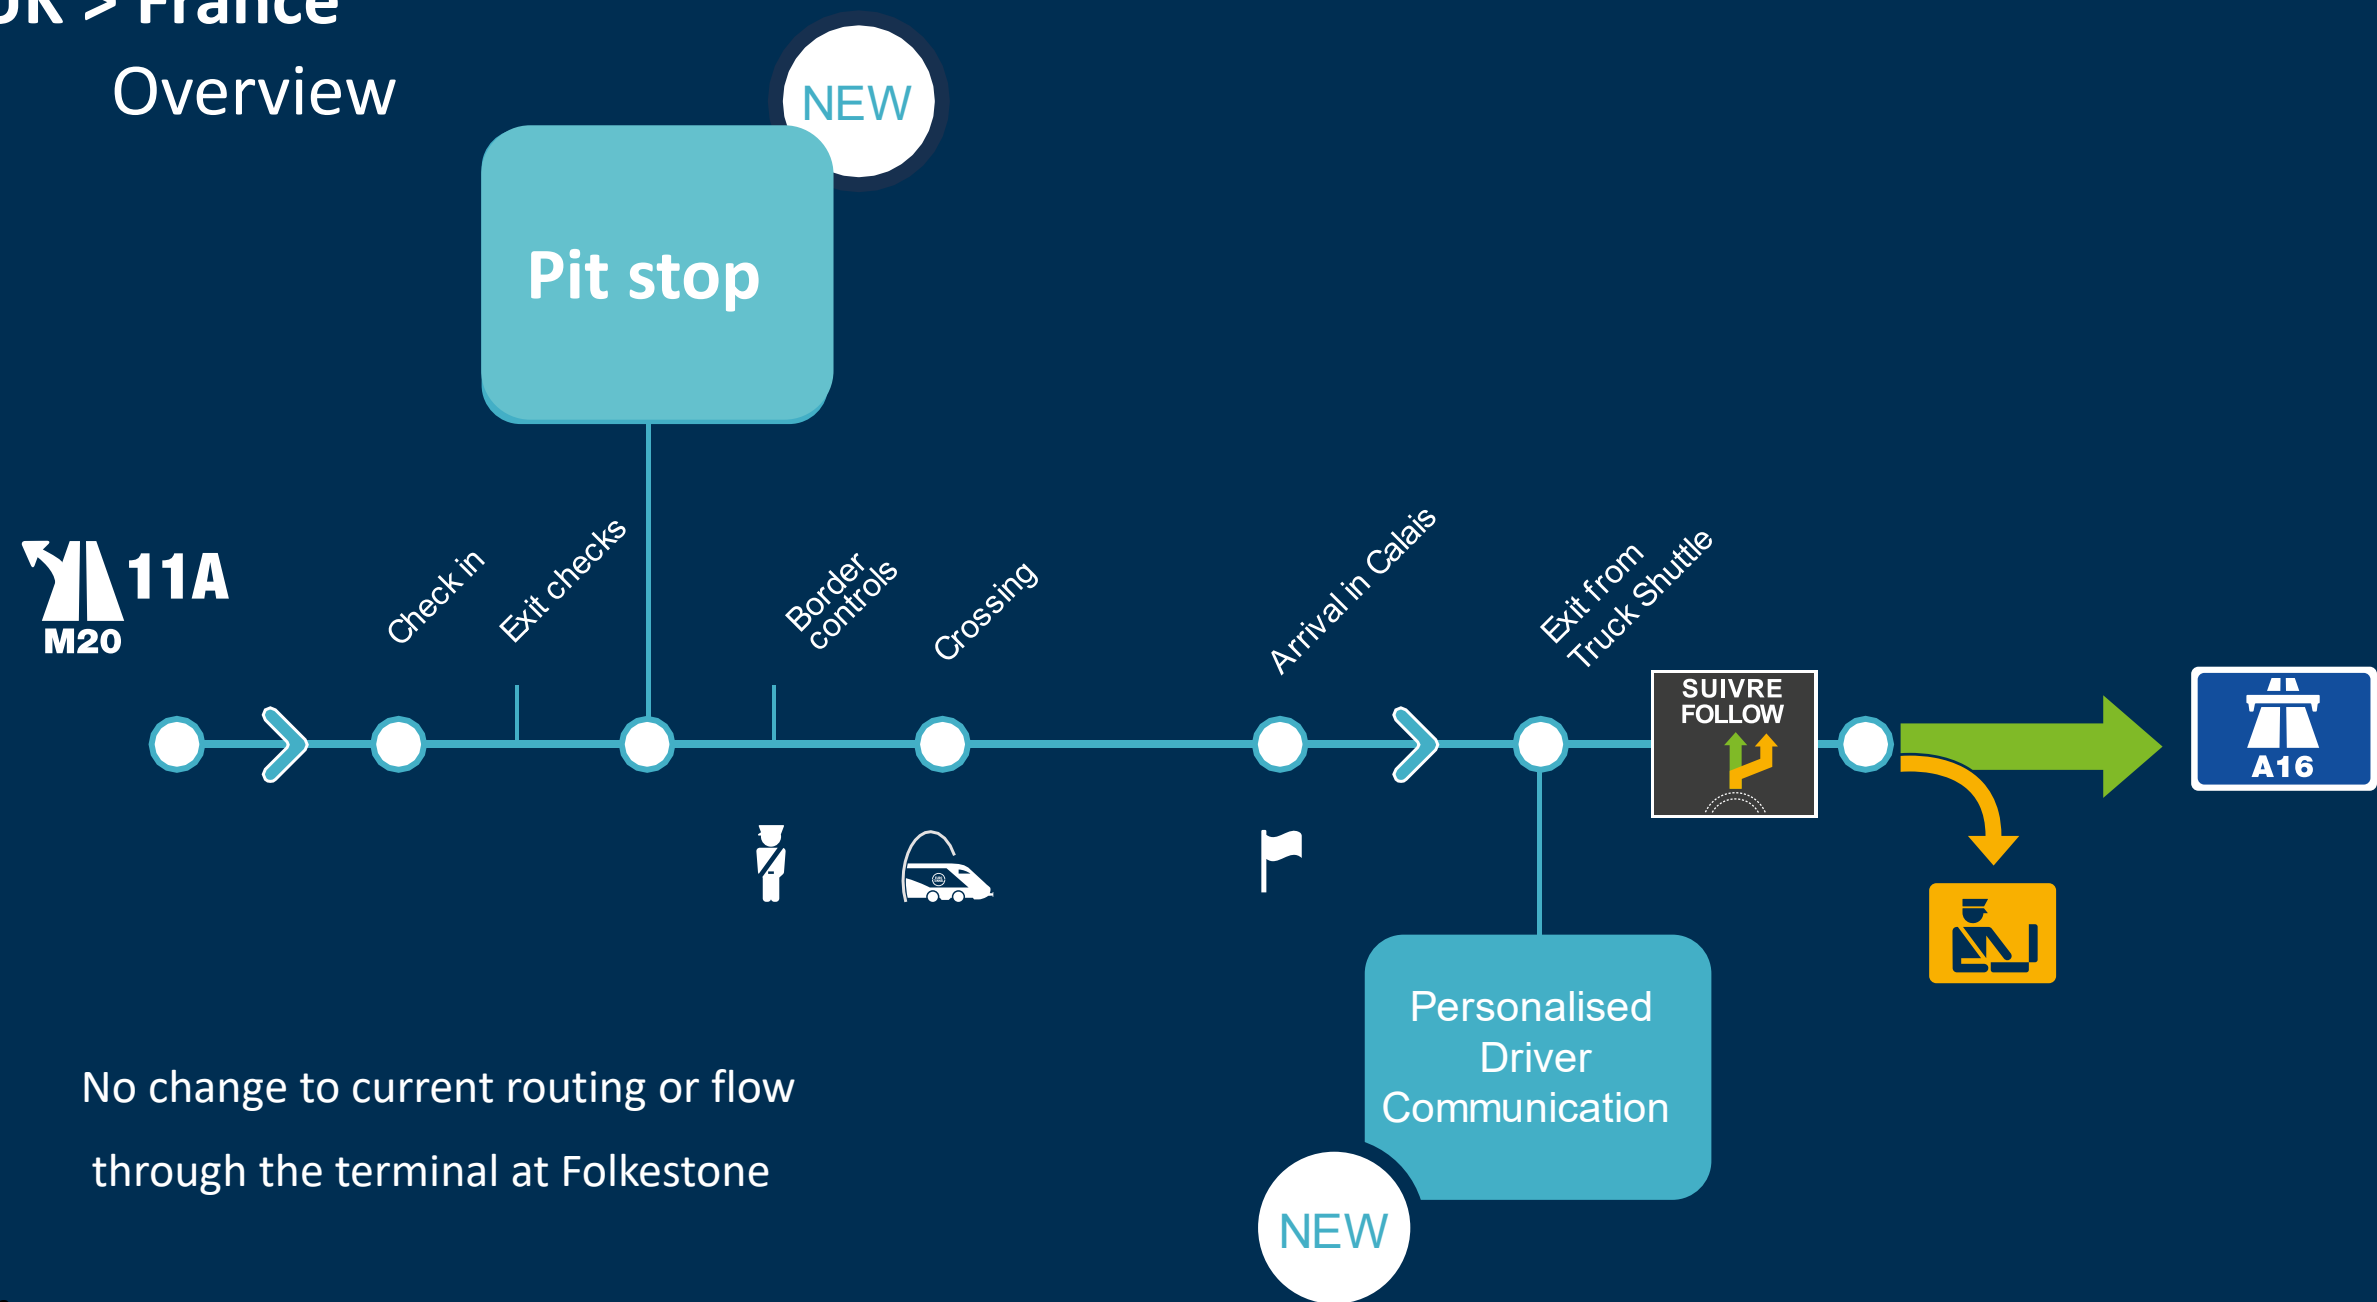 UK > France
Overview
NEW
Pit stop
11A
M20
Check in
Exit checks
Border
controls
Crossing
Arrival in Calais
Exit from
Truck Shuttle
SUIVRE
FOLLOW
A16
Personalised
Driver
Communication
NEW
No change to current routing or flow
through the terminal at Folkestone